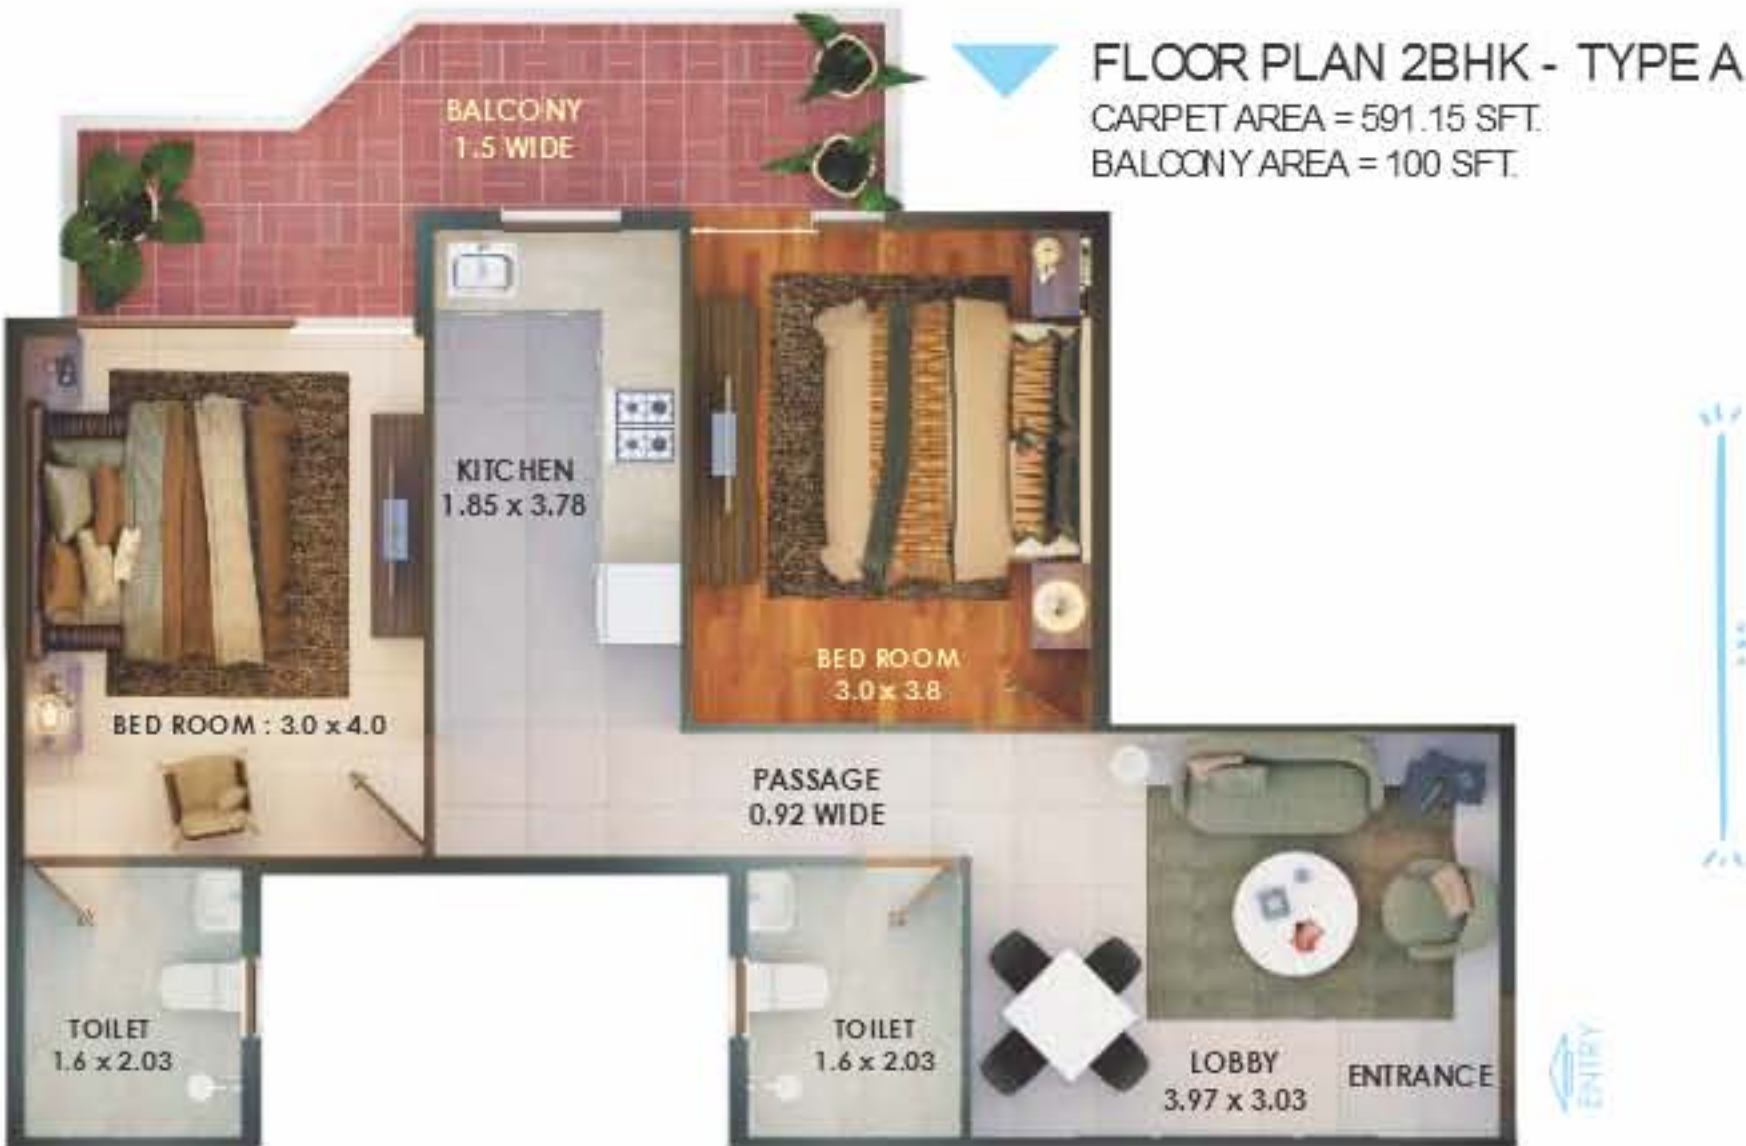 FLOOR PLAN 2BHK - TYPE A
CARPET AREA = 591.15 SFT.
BALCONY AREA = 100 SFT.
BALCONY
1.5 WIDE
KITCHEN
1.85 x 3.78
BED ROOM
3.0 x 3.8
BED ROOM : 3.0 x 4.0
PASSAGE
0.92 WIDE
TOILET
1.6 x 2.03
TOILET
1.6 x 2.03
LOBBY
3.97 x 3.03
ENTRANCE
ENTRY